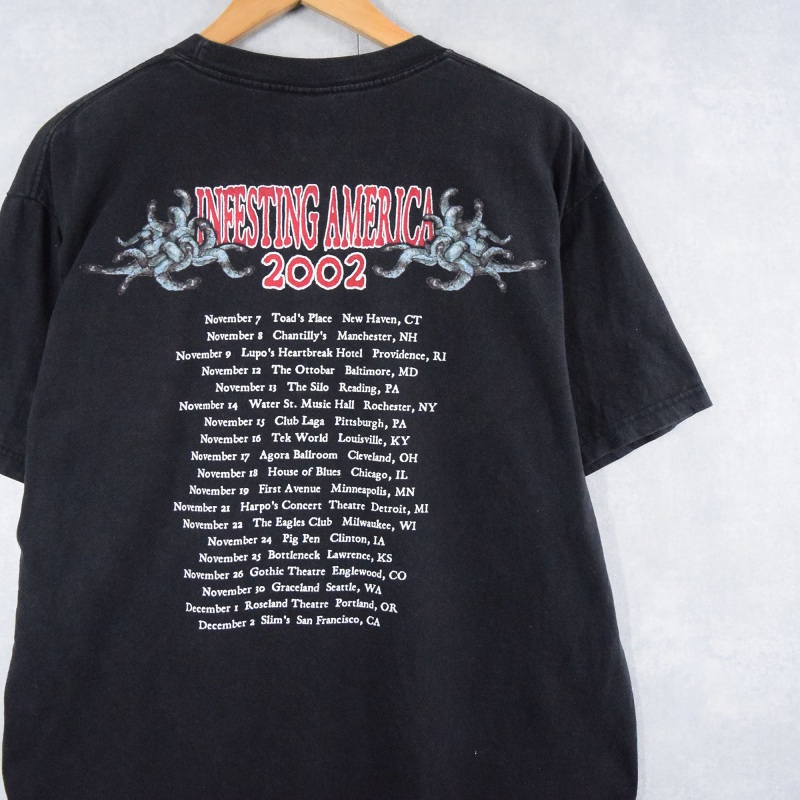 INFESTING AMERICA
2002
November 7 Toad's Place New Haven, CT
November 8 Chantilly's Manchester, NH
November 9 Lupo's Heartbreak Hotel Providence, RI
November 12 The Ottobar Baltimore, MD
November 13 The Silo Reading, PA
November 14 Water St. Music Hall Rochester, NY
November 15 Club Laga Pittsburgh, PA
November 16 Tek World Louisville, KY
November 17 Agora Ballroom Cleveland, OH
November 18 House of Blues Chicago, IL
November 19 First Avenue Minneapolis, MN
November 21 Harpo's Concert Theatre Detroit, MI
November 22 The Eagles Club Milwaukee, WI
November 24 Pig Pen Clinton, IA
November 25 Bottleneck Lawrence, KS
November 26 Gothic Theatre Englewood, CO
November 30 Graceland Seattle, WA
December 1 Roseland Theatre Portland, OR
December 2 Slim's San Francisco, CA